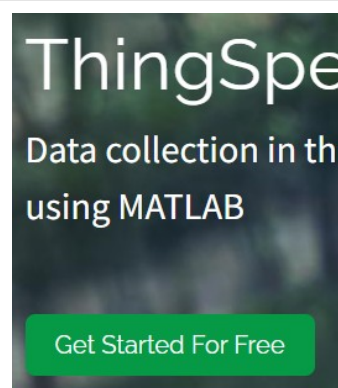 ThingSpe
Data collection in th
using MATLAB
Get Started For Free